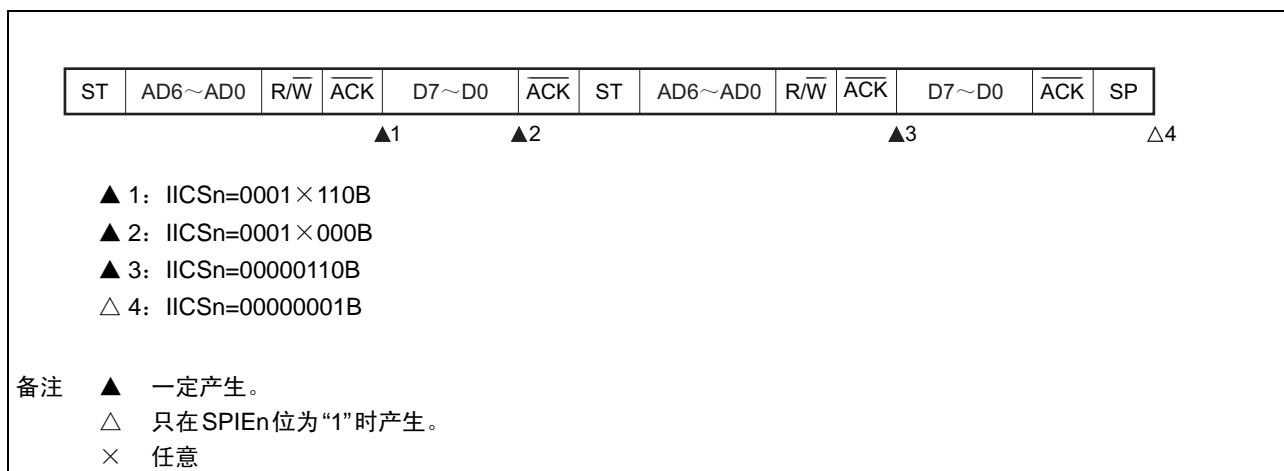 ST AD6～AD0 R/W ACK D7～D0 ACK ST AD6～AD0 R/W ACK D7～D0 ACK SP
▲1 ▲2 ▲3 △4
▲ 1：IICSn=0001×110B
▲ 2：IICSn=0001×000B
▲ 3：IICSn=00000110B
△ 4：IICSn=00000001B
备注 ▲ 一定产生。
△ 只在SPIEn位为“1”时产生。
× 任意